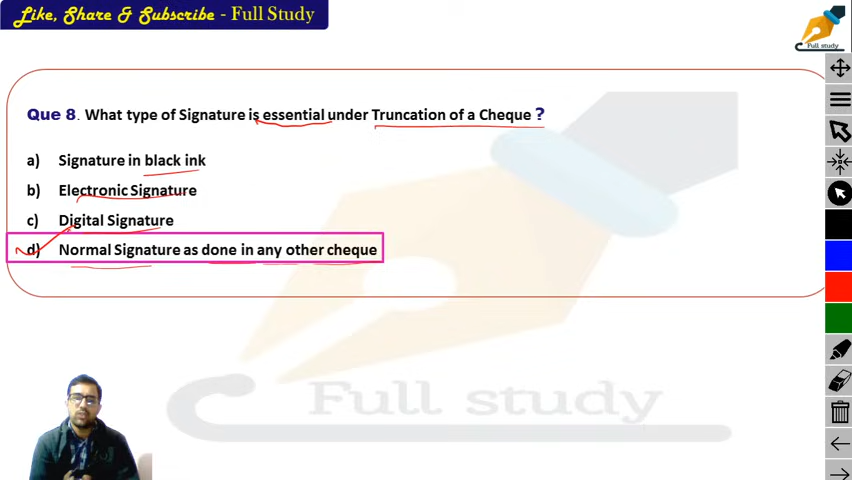 Like, Share & Subscribe - Full Study
Full study
Que 8. What type of Signature is essential under Truncation of a Cheque ?
a) Signature in black ink
b) Electronic Signature
c) Digital Signature
d) Normal Signature as done in any other cheque
Full study